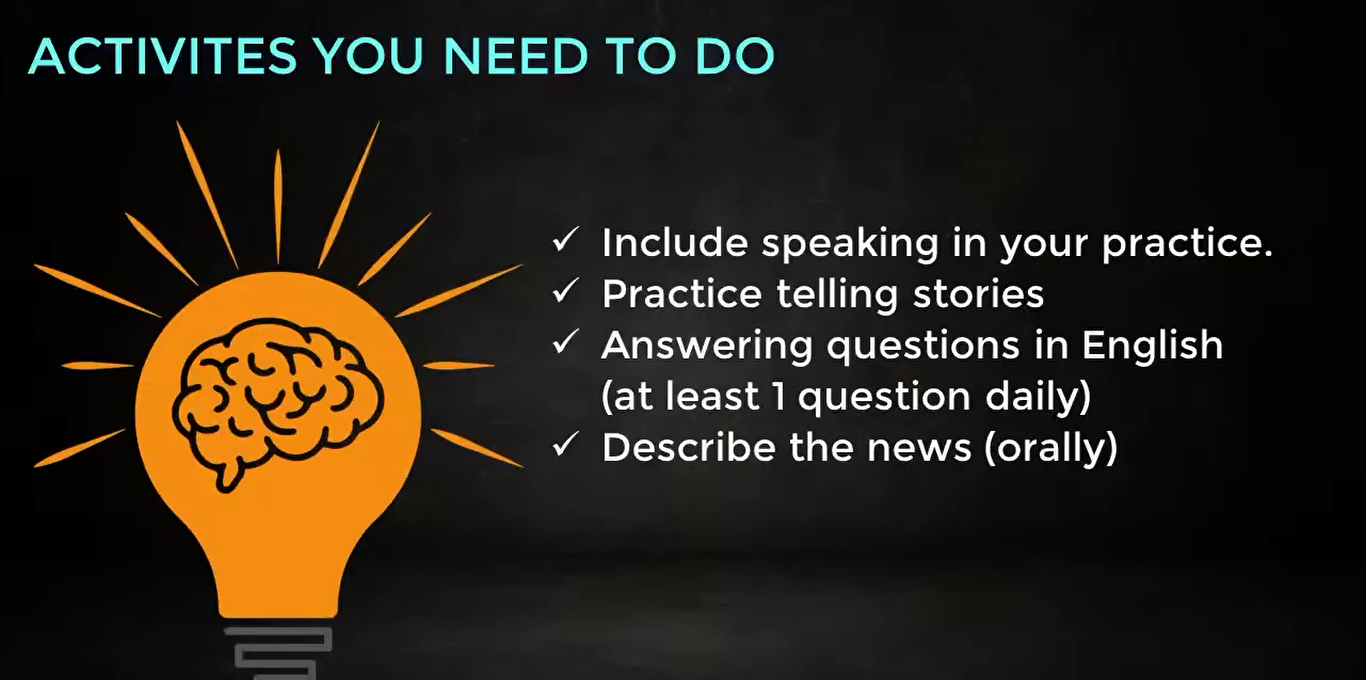 ACTIVITES YOU NEED TO DO
✓ Include speaking in your practice.
✓ Practice telling stories
✓ Answering questions in English
(at least 1 question daily)
✓ Describe the news (orally)